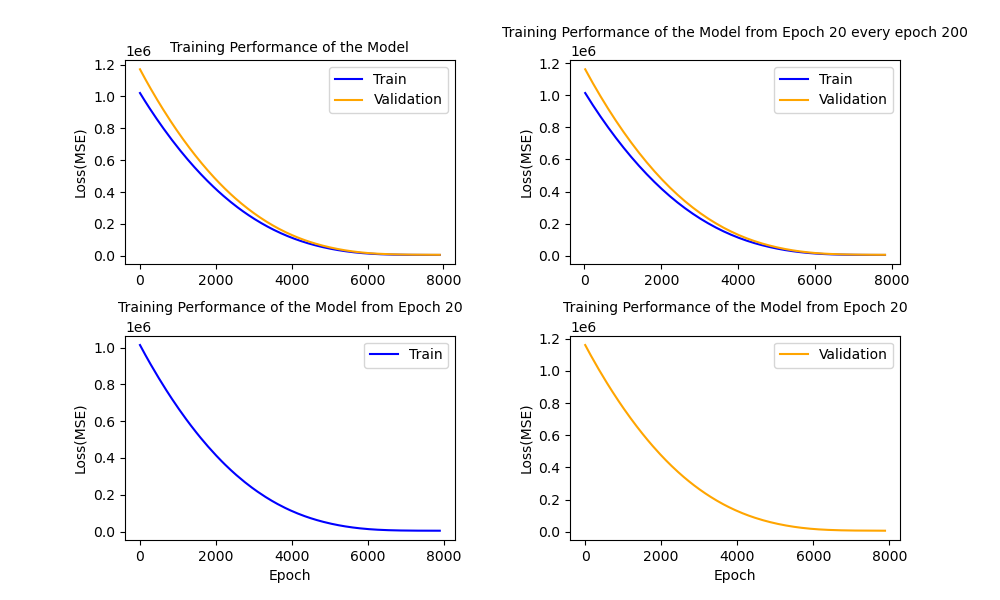 Training Performance of the Model
1e6
Train
Validation
Loss(MSE)
1.2
1.0
0.8
0.6
0.4
0.2
0.0
0 2000 4000 6000 8000
Training Performance of the Model from Epoch 20 every epoch 200
1e6
Train
Validation
Loss(MSE)
1.2
1.0
0.8
0.6
0.4
0.2
0.0
0 2000 4000 6000 8000
Training Performance of the Model from Epoch 20
1e6
Train
Loss(MSE)
1.0
0.8
0.6
0.4
0.2
0.0
0 2000 4000 6000 8000
Epoch
Training Performance of the Model from Epoch 20
1e6
Validation
Loss(MSE)
1.2
1.0
0.8
0.6
0.4
0.2
0.0
0 2000 4000 6000 8000
Epoch